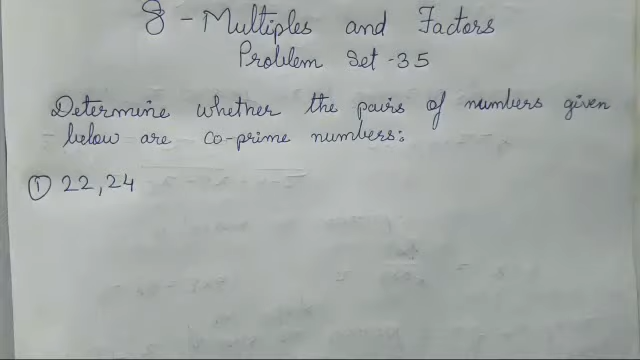 8 - Multiples and Factors
Problem Set - 35
Determine whether the pairs of numbers given
below are co-prime numbers:
① 22, 24